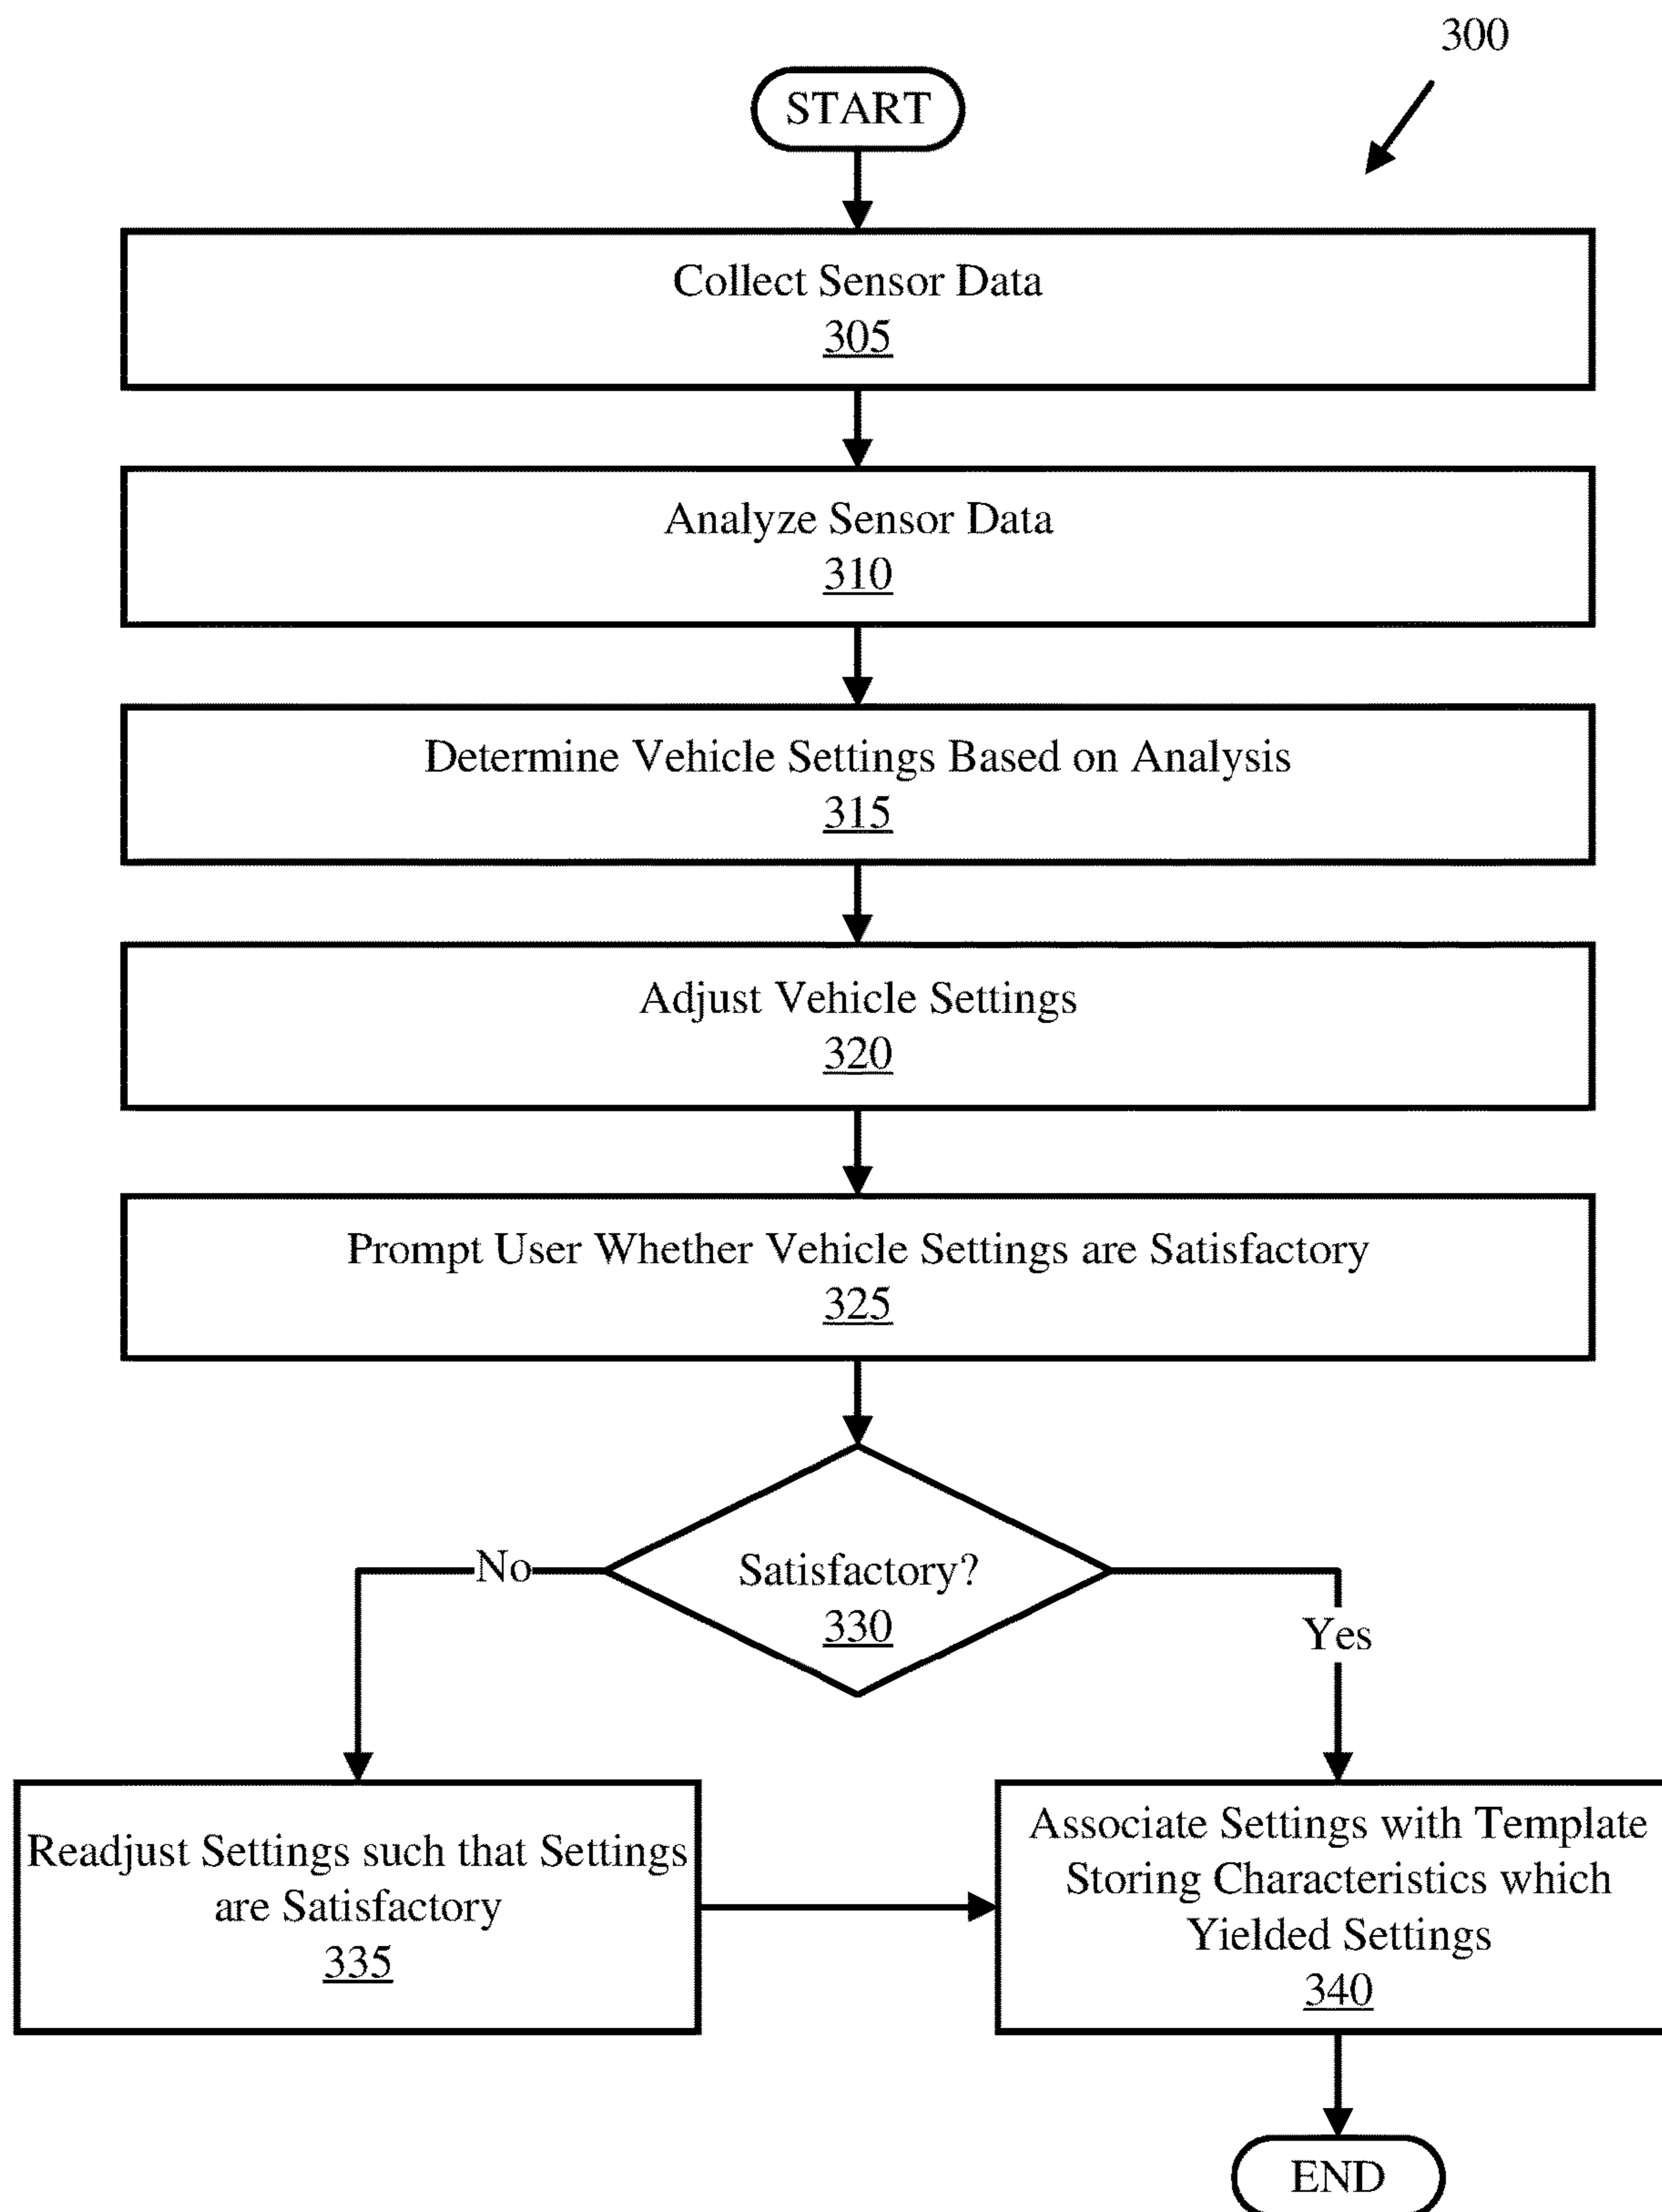 300
START
Collect Sensor Data
305
Analyze Sensor Data
310
Determine Vehicle Settings Based on Analysis
315
Adjust Vehicle Settings
320
Prompt User Whether Vehicle Settings are Satisfactory
325
Satisfactory?
330
No
Yes
Readjust Settings such that Settings
are Satisfactory
335
Associate Settings with Template
Storing Characteristics which
Yielded Settings
340
END